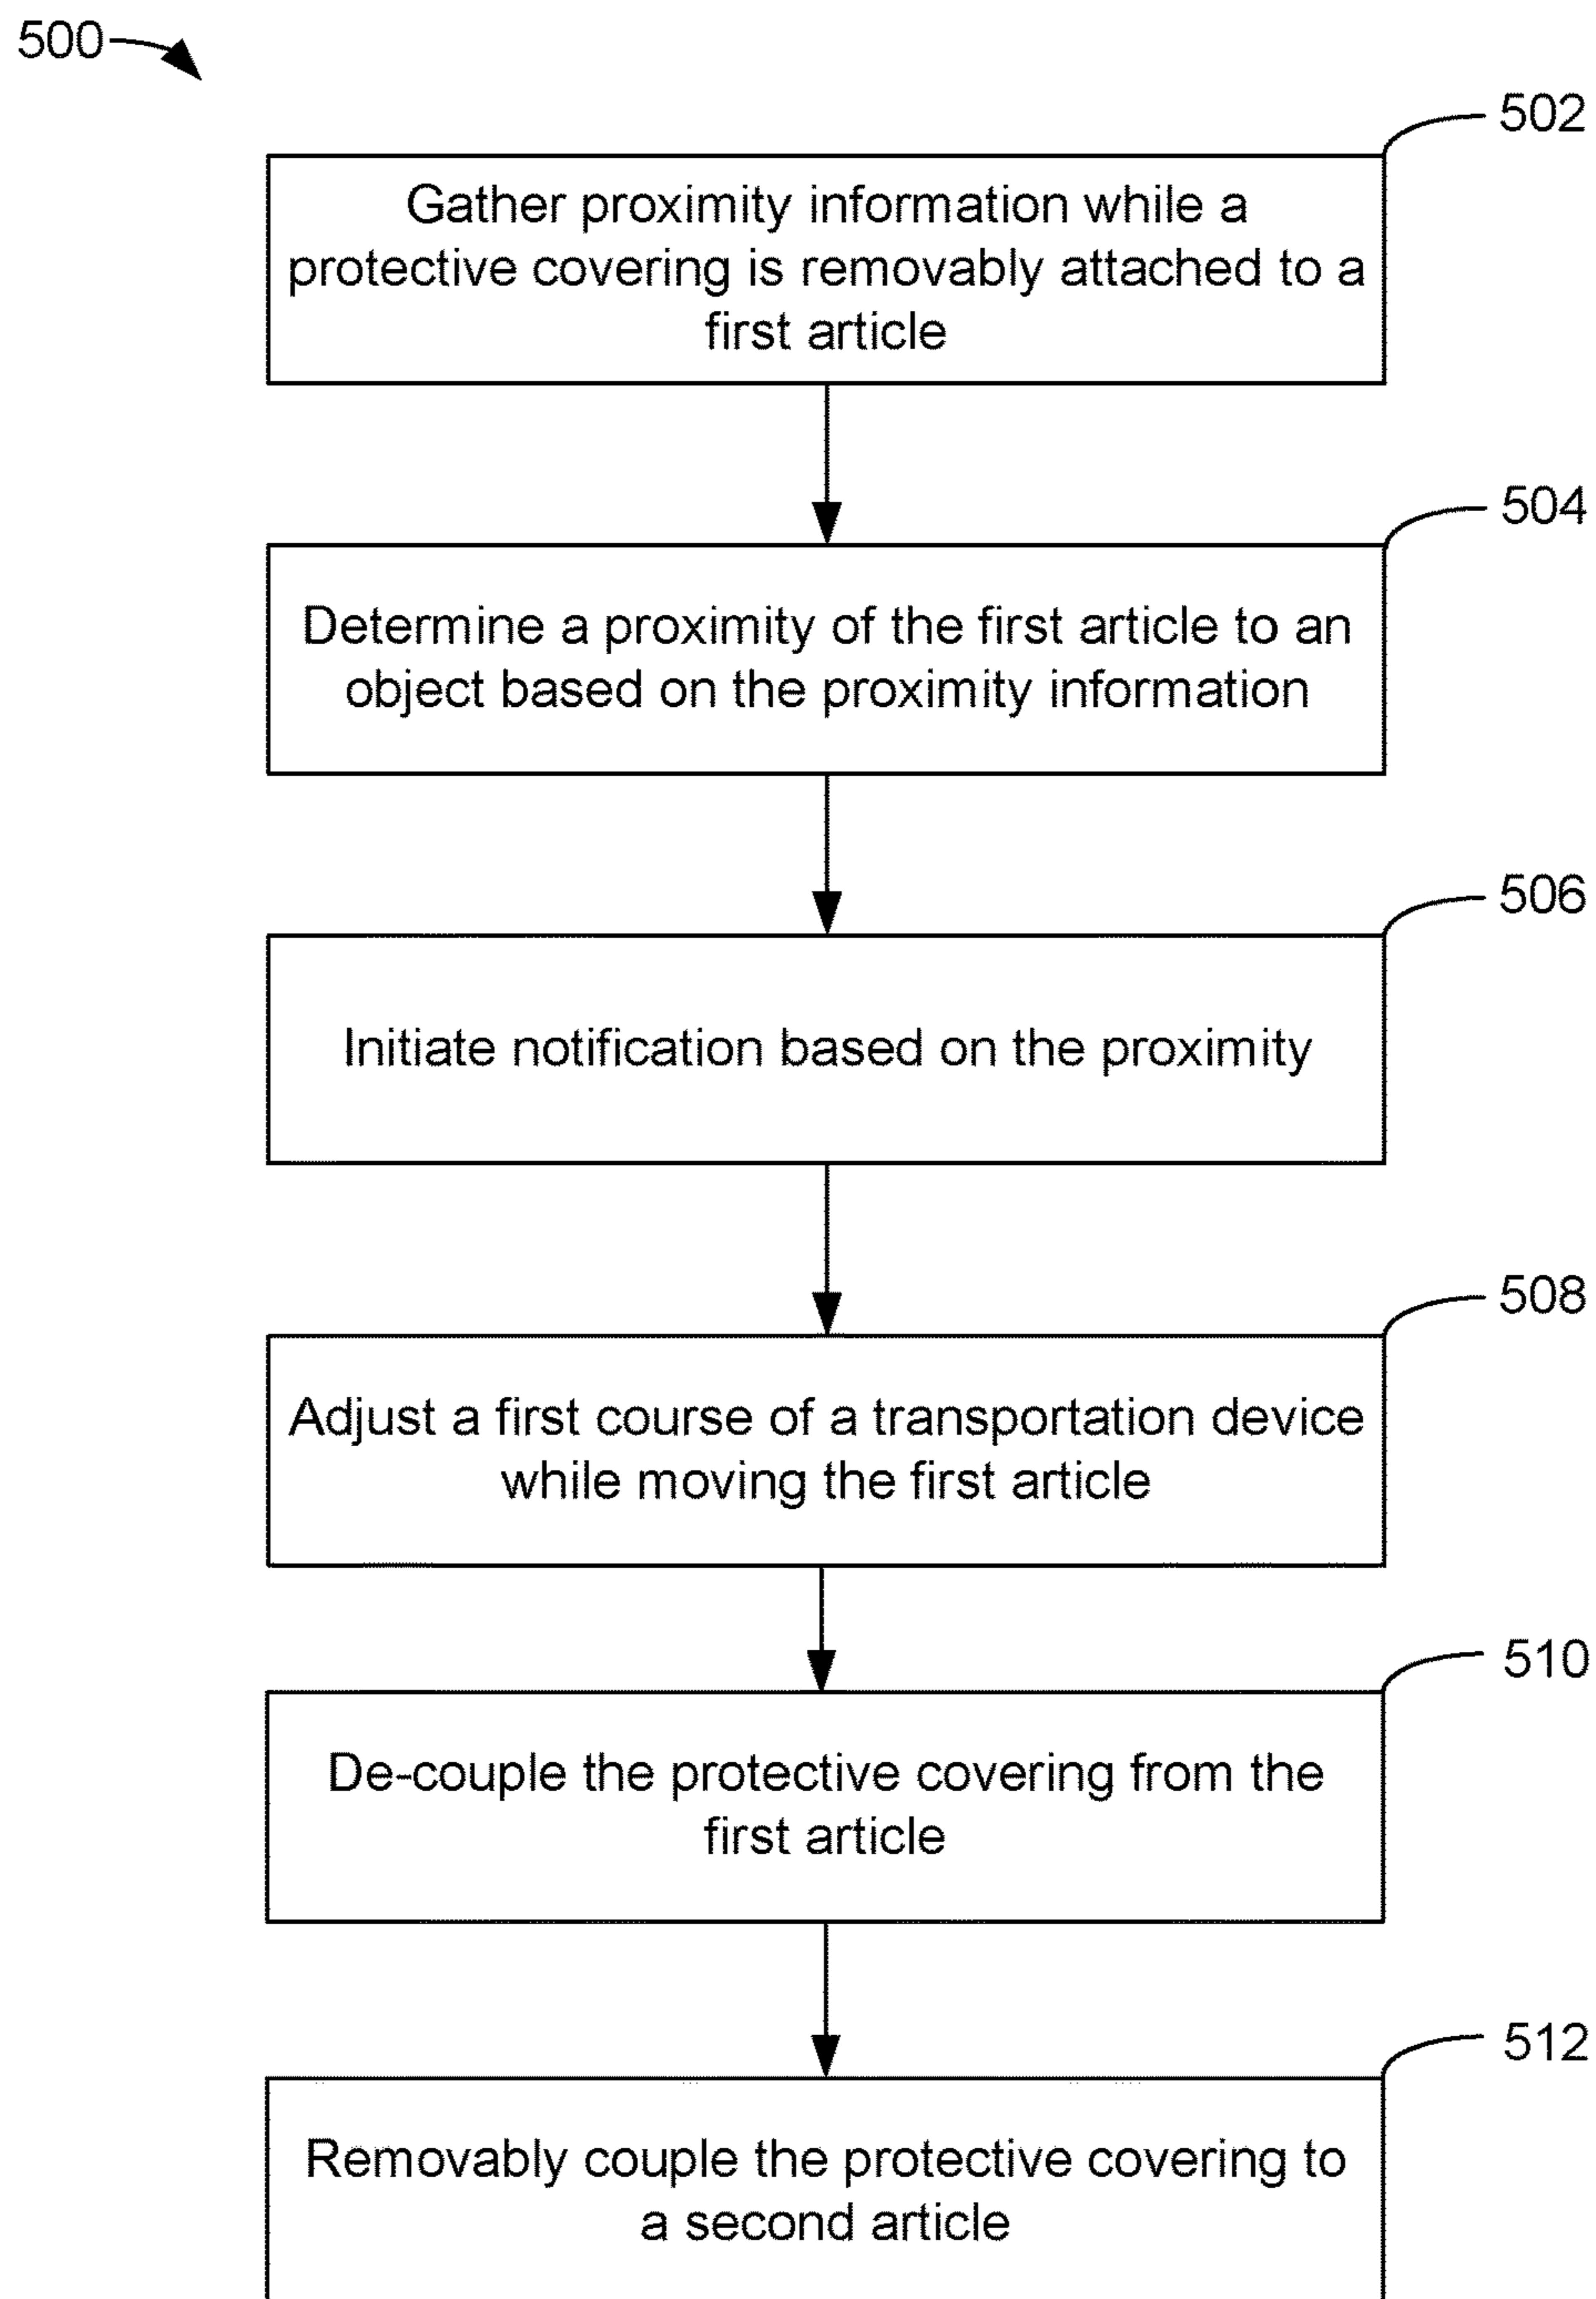 500
502
Gather proximity information while a
protective covering is removably attached to a
first article
504
Determine a proximity of the first article to an
object based on the proximity information
506
Initiate notification based on the proximity
508
Adjust a first course of a transportation device
while moving the first article
510
De-couple the protective covering from the
first article
512
Removably couple the protective covering to
a second article